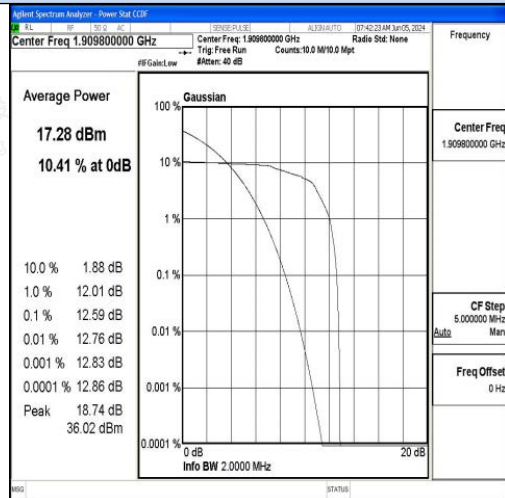 Agilent Spectrum Analyzer - Power Stat CCDF
RL RF 50 Ω AC SENSE:PULSE ALIGNAUTO 07:42:23 AM Jun 05, 2024
Center Freq 1.909800000 GHz
Center Freq: 1.909800000 GHz Radio Std: None
Trig: Free Run Counts:10.0 M/10.0 Mpt
#IFGain:Low #Atten: 40 dB
Frequency
Average Power
17.28 dBm
10.41 % at 0dB
10.0 % 1.88 dB
1.0 % 12.01 dB
0.1 % 12.59 dB
0.01 % 12.76 dB
0.001 % 12.83 dB
0.0001 % 12.86 dB
Peak 18.74 dB
36.02 dBm
Gaussian
100 %
10 %
1 %
0.1 %
0.01 %
0.001 %
0.0001 %
0 dB 20 dB
Info BW 2.0000 MHz
Center Freq
1.909800000 GHz
CF Step
5.000000 MHz
Auto Man
Freq Offset
0 Hz
MSG STATUS